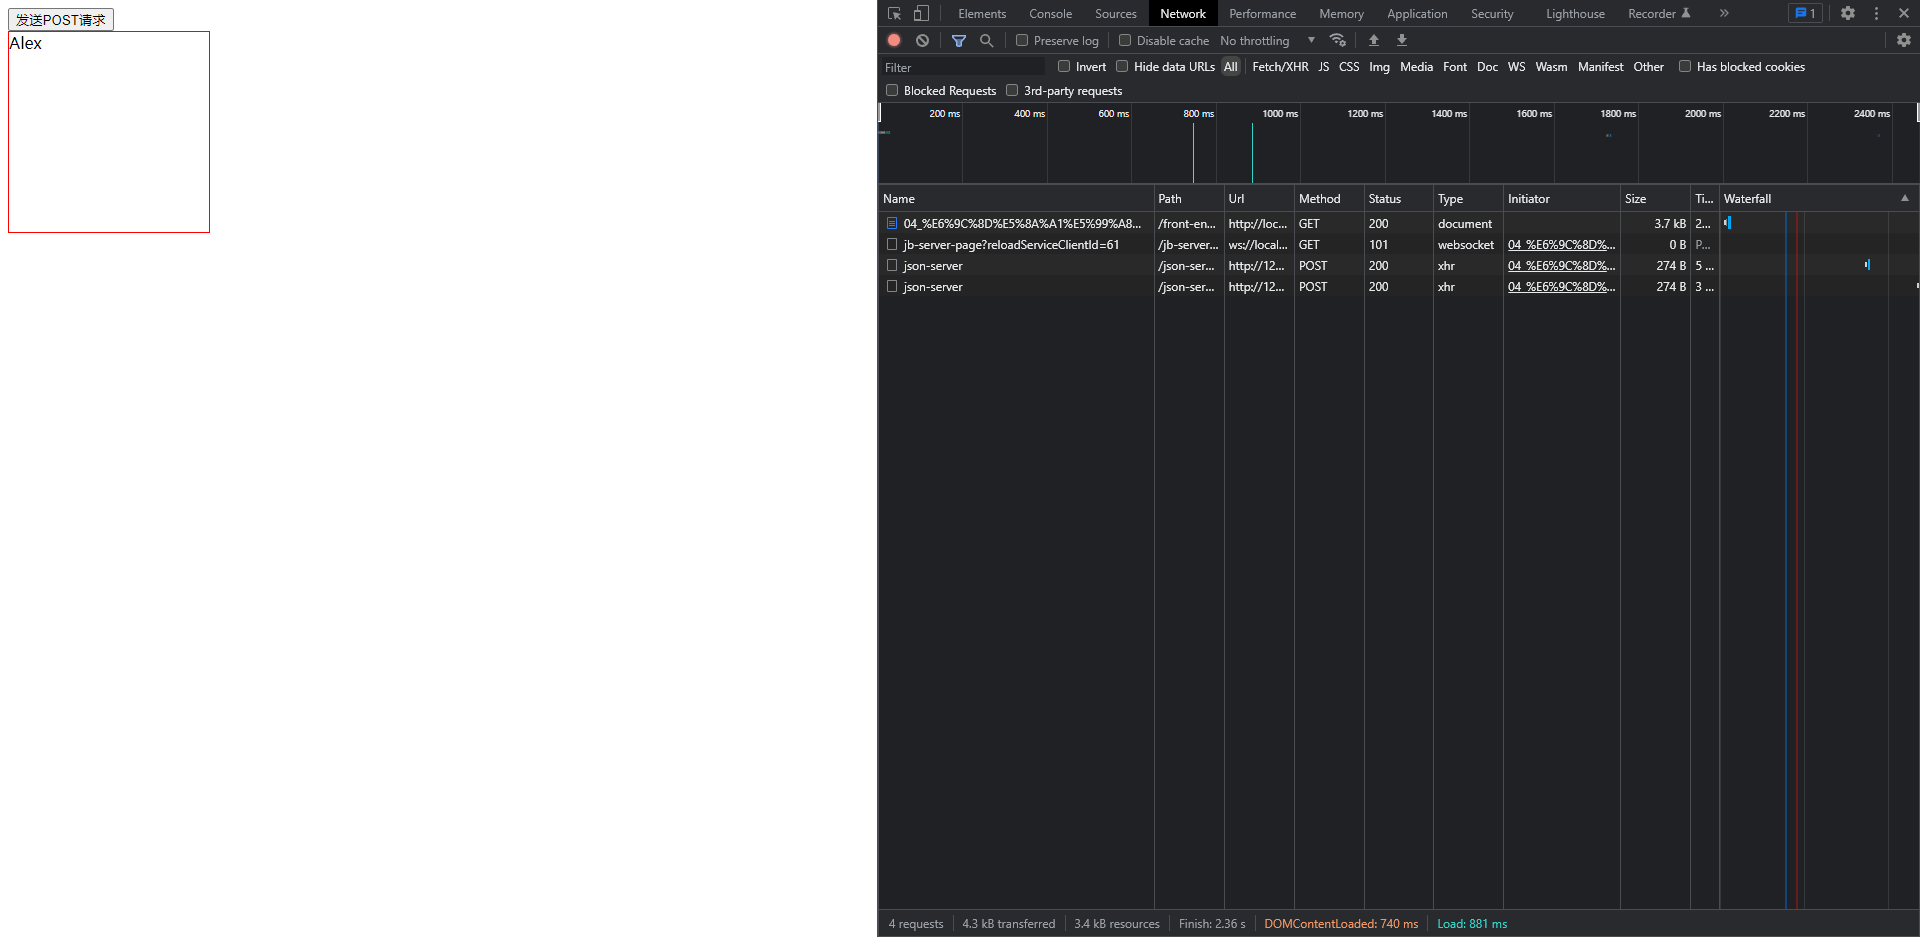 发送POST请求
Alex
Elements Console Sources Network Performance Memory Application Security Lighthouse Recorder » 1
Preserve log Disable cache No throttling
Filter Invert Hide data URLs All Fetch/XHR JS CSS Img Media Font Doc WS Wasm Manifest Other Has blocked cookies
Blocked Requests 3rd-party requests
200 ms 400 ms 600 ms 800 ms 1000 ms 1200 ms 1400 ms 1600 ms 1800 ms 2000 ms 2200 ms 2400 ms
Name Path Url Method Status Type Initiator Size Ti... Waterfall
04_%E6%9C%8D%E5%8A%A1%E5%99%A8... /front-en... http://loc... GET 200 document 3.7 kB 2...
jb-server-page?reloadServiceClientId=61 /jb-server... ws://local... GET 101 websocket 04_%E6%9C%8D%... 0 B P...
json-server /json-ser... http://12... POST 200 xhr 04_%E6%9C%8D%... 274 B 5 ...
json-server /json-ser... http://12... POST 200 xhr 04_%E6%9C%8D%... 274 B 3 ...
4 requests 4.3 kB transferred 3.4 kB resources Finish: 2.36 s DOMContentLoaded: 740 ms Load: 881 ms